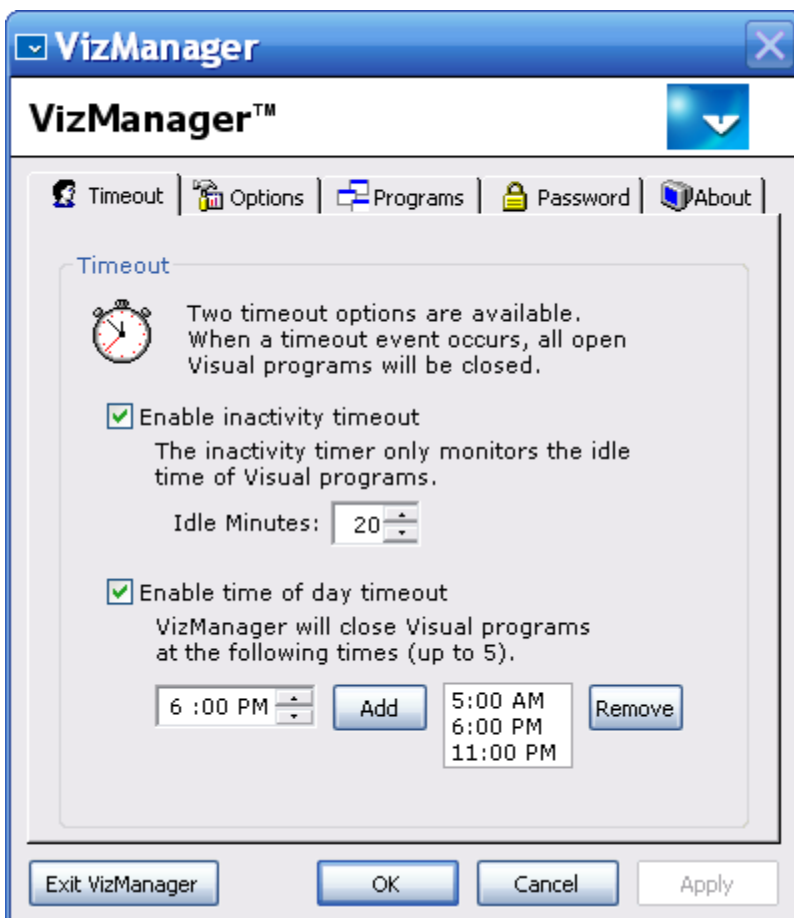 VizManager
VizManager™
Timeout Options Programs Password About
Timeout
Two timeout options are available.
When a timeout event occurs, all open
Visual programs will be closed.
Enable inactivity timeout
The inactivity timer only monitors the idle
time of Visual programs.
Idle Minutes: 20
Enable time of day timeout
VizManager will close Visual programs
at the following times (up to 5).
6 :00 PM Add 5:00 AM Remove
6:00 PM
11:00 PM
Exit VizManager OK Cancel Apply